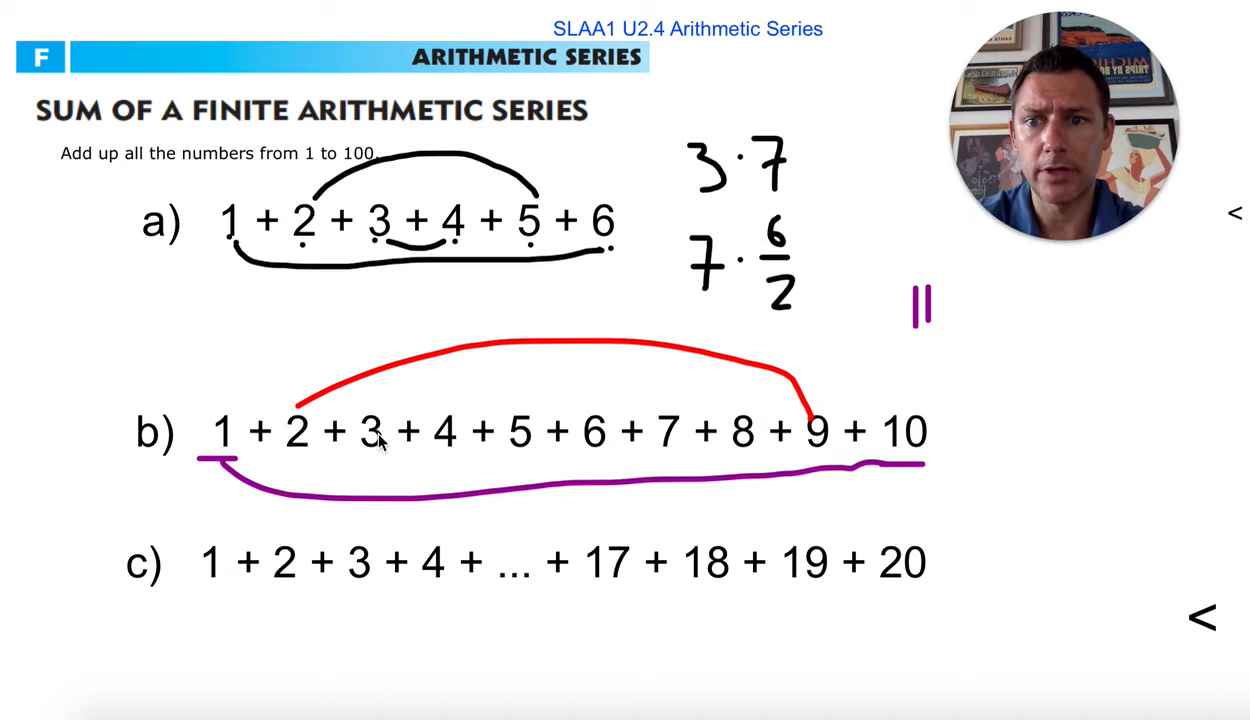 SLAA1 U2.4 Arithmetic Series
F ARITHMETIC SERIES
SUM OF A FINITE ARITHMETIC SERIES
Add up all the numbers from 1 to 100.
a) 1 + 2 + 3 + 4 + 5 + 6
3 · 7
7 · 6/2
11
b) 1 + 2 + 3 + 4 + 5 + 6 + 7 + 8 + 9 + 10
c) 1 + 2 + 3 + 4 + ... + 17 + 18 + 19 + 20
<
<